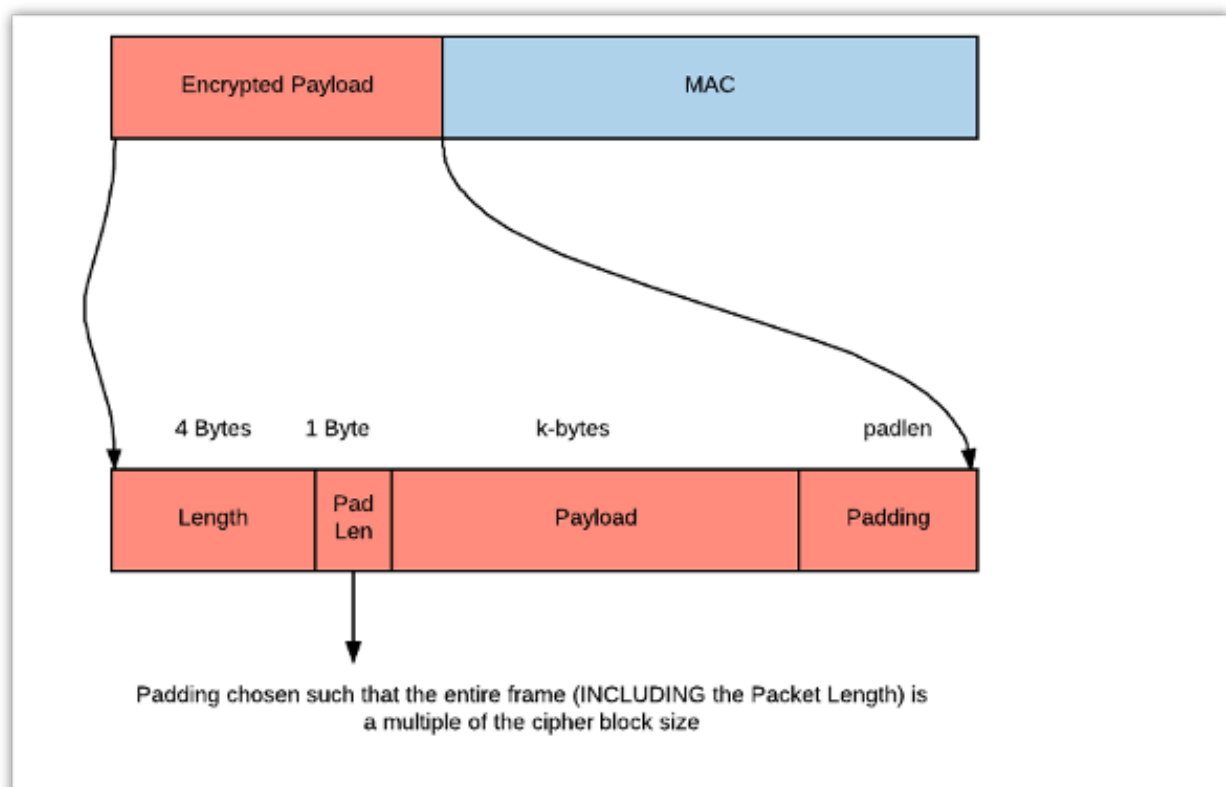 Encrypted Payload
MAC
4 Bytes
1 Byte
k-bytes
padlen
Length
Pad
Len
Payload
Padding
Padding chosen such that the entire frame (INCLUDING the Packet Length) is
a multiple of the cipher block size